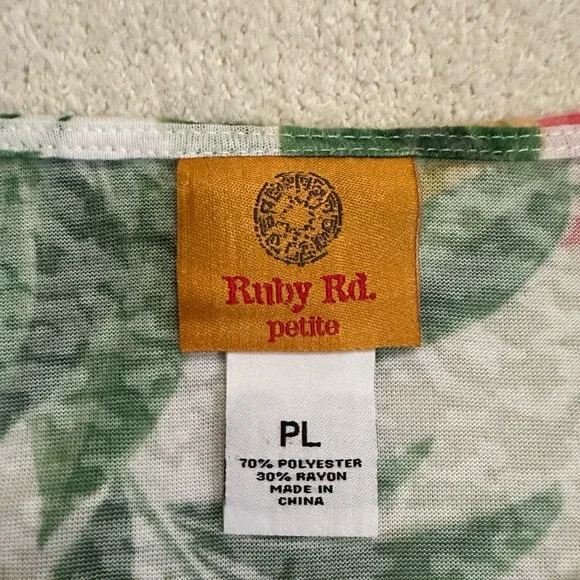 Ruby Rd.
petite
PL
70% POLYESTER
30% RAYON
MADE IN
CHINA